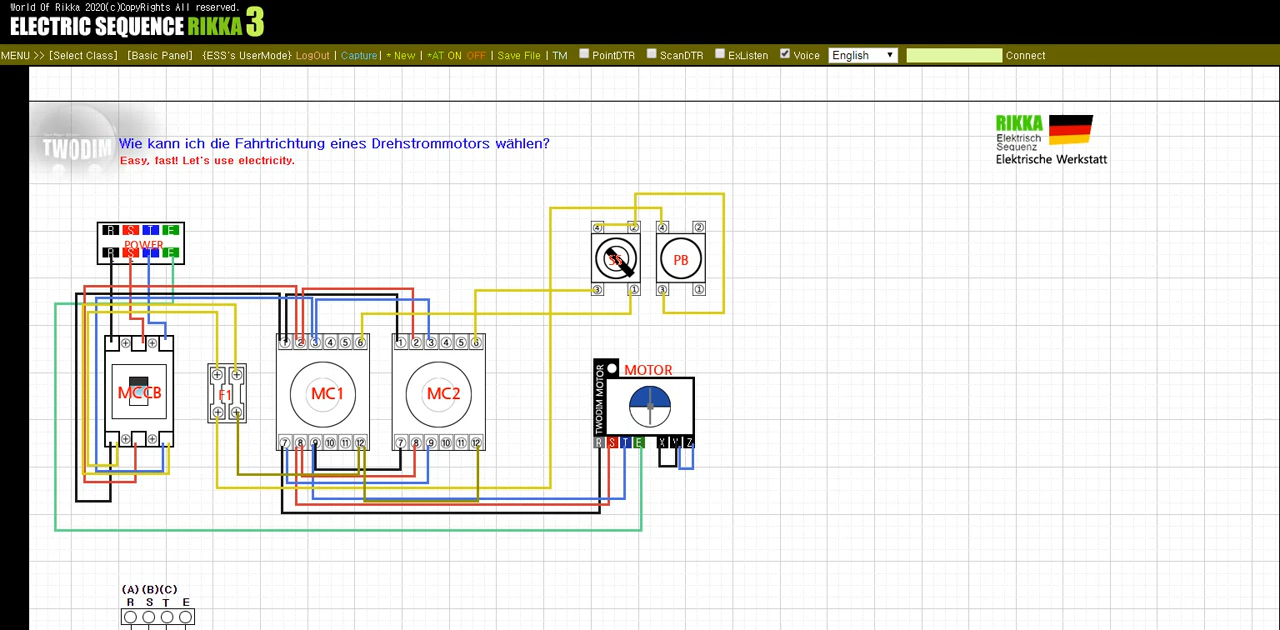 World Of Rikka 2020(c)CopyRights All reserved.
ELECTRIC SEQUENCE RIKKA 3
MENU >> [Select Class] [Basic Panel] {ESS's UserMode} LogOut | Capture| * New | *AT ON OFF | Save File | TM PointDTR ScanDTR ExListen Voice English Connect
TWODIM
Wie kann ich die Fahrtrichtung eines Drehstrommotors wählen?
Easy, fast! Let's use electricity.
RIKKA
Elektrisch
Sequenz
Elektrische Werkstatt
R S T E
POWER
R S T E
④ ② ④ ②
SS PB
③ ① ③ ①
① ② ③ ④ ⑤ ⑥ ① ② ③ ④ ⑤ ⑥
MCCB F1 MC1 MC2
TWODIM MOTOR
MOTOR
⑦ ⑧ ⑨ ⑩ ⑪ ⑫ ⑦ ⑧ ⑨ ⑩ ⑪ ⑫
R S T E X Y Z
(A) (B) (C)
R S T E